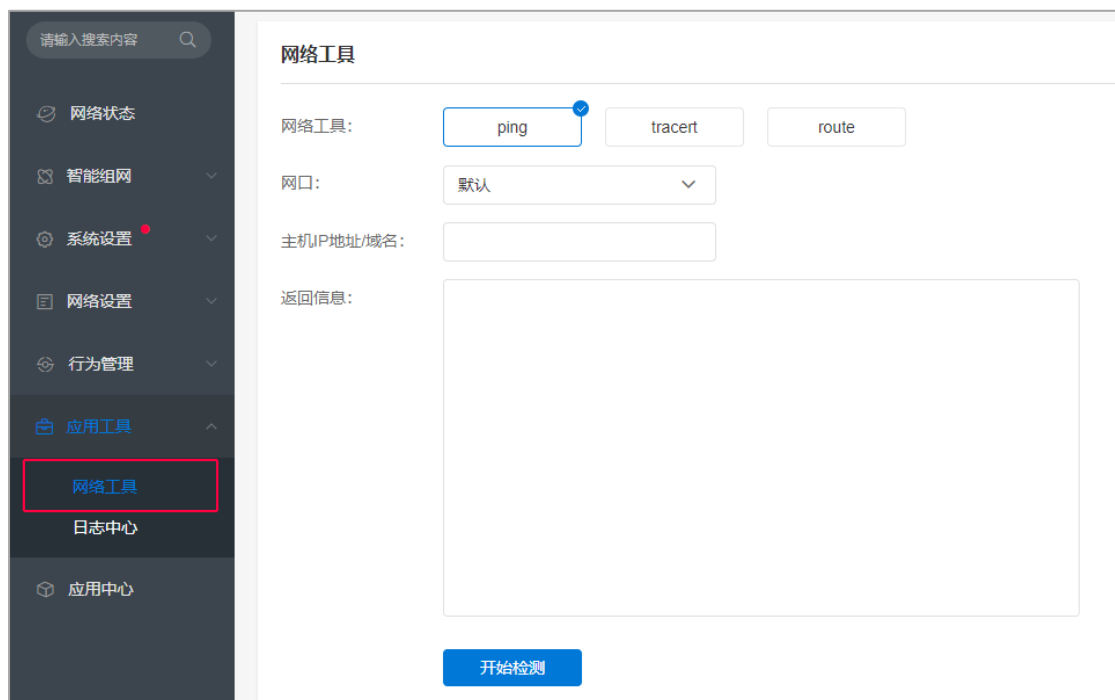 请输入搜索内容
网络状态
智能组网
系统设置
网络设置
行为管理
应用工具
网络工具
日志中心
应用中心
网络工具
网络工具：
ping
tracert
route
网口：
默认
主机IP地址/域名：
返回信息：
开始检测